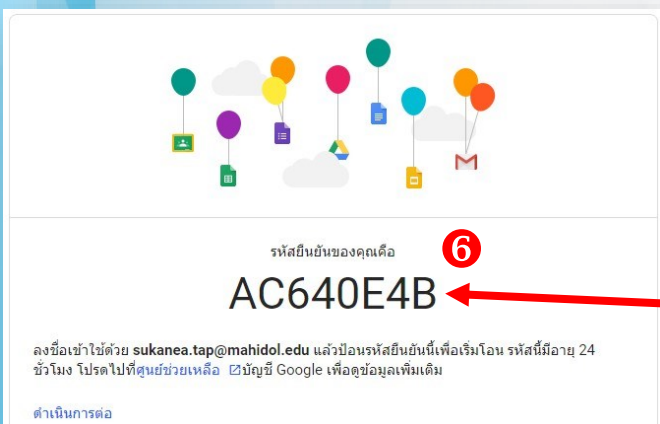 รหัสยืนยันของคุณคือ
6
AC640E4B
ลงชื่อเข้าใช้ด้วย sukanea.tap@mahidol.edu แล้วป้อนรหัสยืนยันนี้เพื่อเริ่มโอน รหัสนี้มีอายุ 24
ชั่วโมง โปรดไปที่ศูนย์ช่วยเหลือ บัญชี Google เพื่อดูข้อมูลเพิ่มเติม
ดำเนินการต่อ